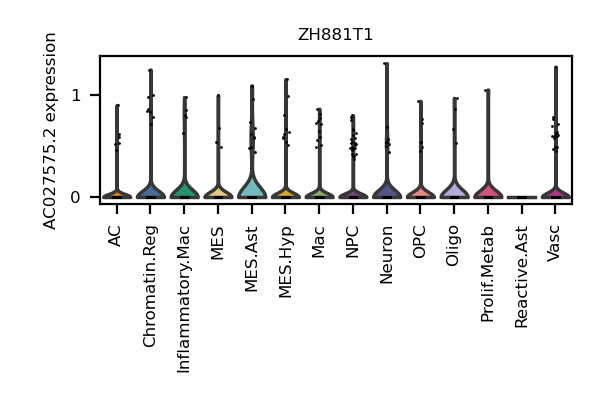 ZH881T1
AC027575.2 expression
1
0
AC
Chromatin.Reg
Inflammatory.Mac
MES
MES.Ast
MES.Hyp
Mac
NPC
Neuron
OPC
Oligo
Prolif.Metab
Reactive.Ast
Vasc